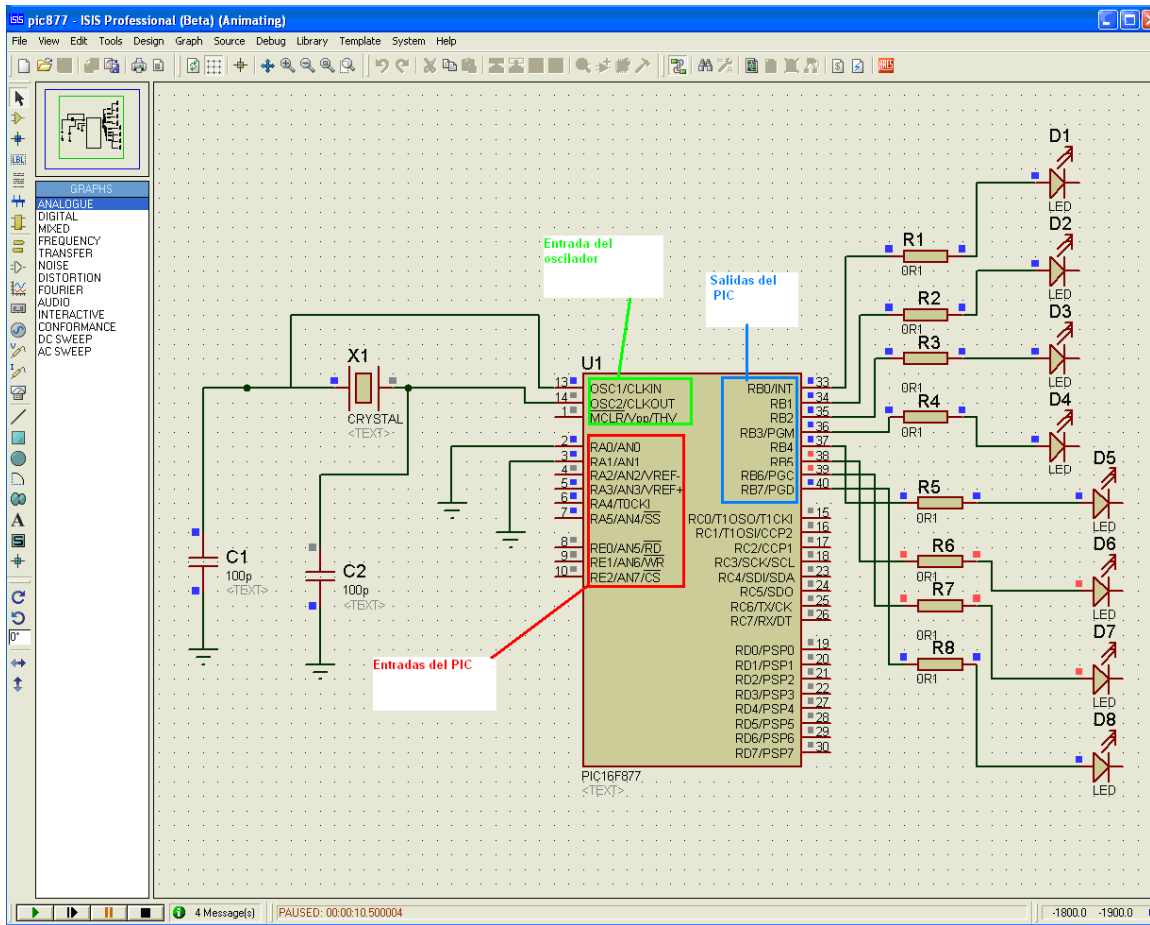 pic877 - ISIS Professional (Beta) (Animating)
File View Edit Tools Design Graph Source Debug Library Template System Help
LBL
GRAPHS
ANALOGUE
DIGITAL
MIXED
FREQUENCY
TRANSFER
NOISE
DISTORTION
FOURIER
AUDIO
INTERACTIVE
CONFORMANCE
DC SWEEP
AC SWEEP
0°
Entrada del
oscilador
Salidas del
PIC
Entradas del PIC
X1
CRYSTAL
<TEXT>
C1
100p
<TEXT>
C2
100p
<TEXT>
U1
13 OSC1/CLKIN
14 OSC2/CLKOUT
1 MCLR/Vpp/THV
2 RA0/AN0
3 RA1/AN1
4 RA2/AN2/VREF-
5 RA3/AN3/VREF+
6 RA4/T0CKI
7 RA5/AN4/SS
8 RE0/AN5/RD
9 RE1/AN6/WR
10 RE2/AN7/CS
RB0/INT 33
RB1 34
RB2 35
RB3/PGM 36
RB4 37
RB5 38
RB6/PGC 39
RB7/PGD 40
RC0/T1OSO/T1CKI 15
RC1/T1OSI/CCP2 16
RC2/CCP1 17
RC3/SCK/SCL 18
RC4/SDI/SDA 23
RC5/SDO 24
RC6/TX/CK 25
RC7/RX/DT 26
RD0/PSP0 19
RD1/PSP1 20
RD2/PSP2 21
RD3/PSP3 22
RD4/PSP4 27
RD5/PSP5 28
RD6/PSP6 29
RD7/PSP7 30
PIC16F877
<TEXT>
R1
0R1
R2
0R1
R3
0R1
R4
0R1
R5
0R1
R6
0R1
R7
0R1
R8
0R1
D1
LED
D2
LED
D3
LED
D4
LED
D5
LED
D6
LED
D7
LED
D8
LED
4 Message(s)
PAUSED: 00:00:10.500004
-1800.0 -1900.0